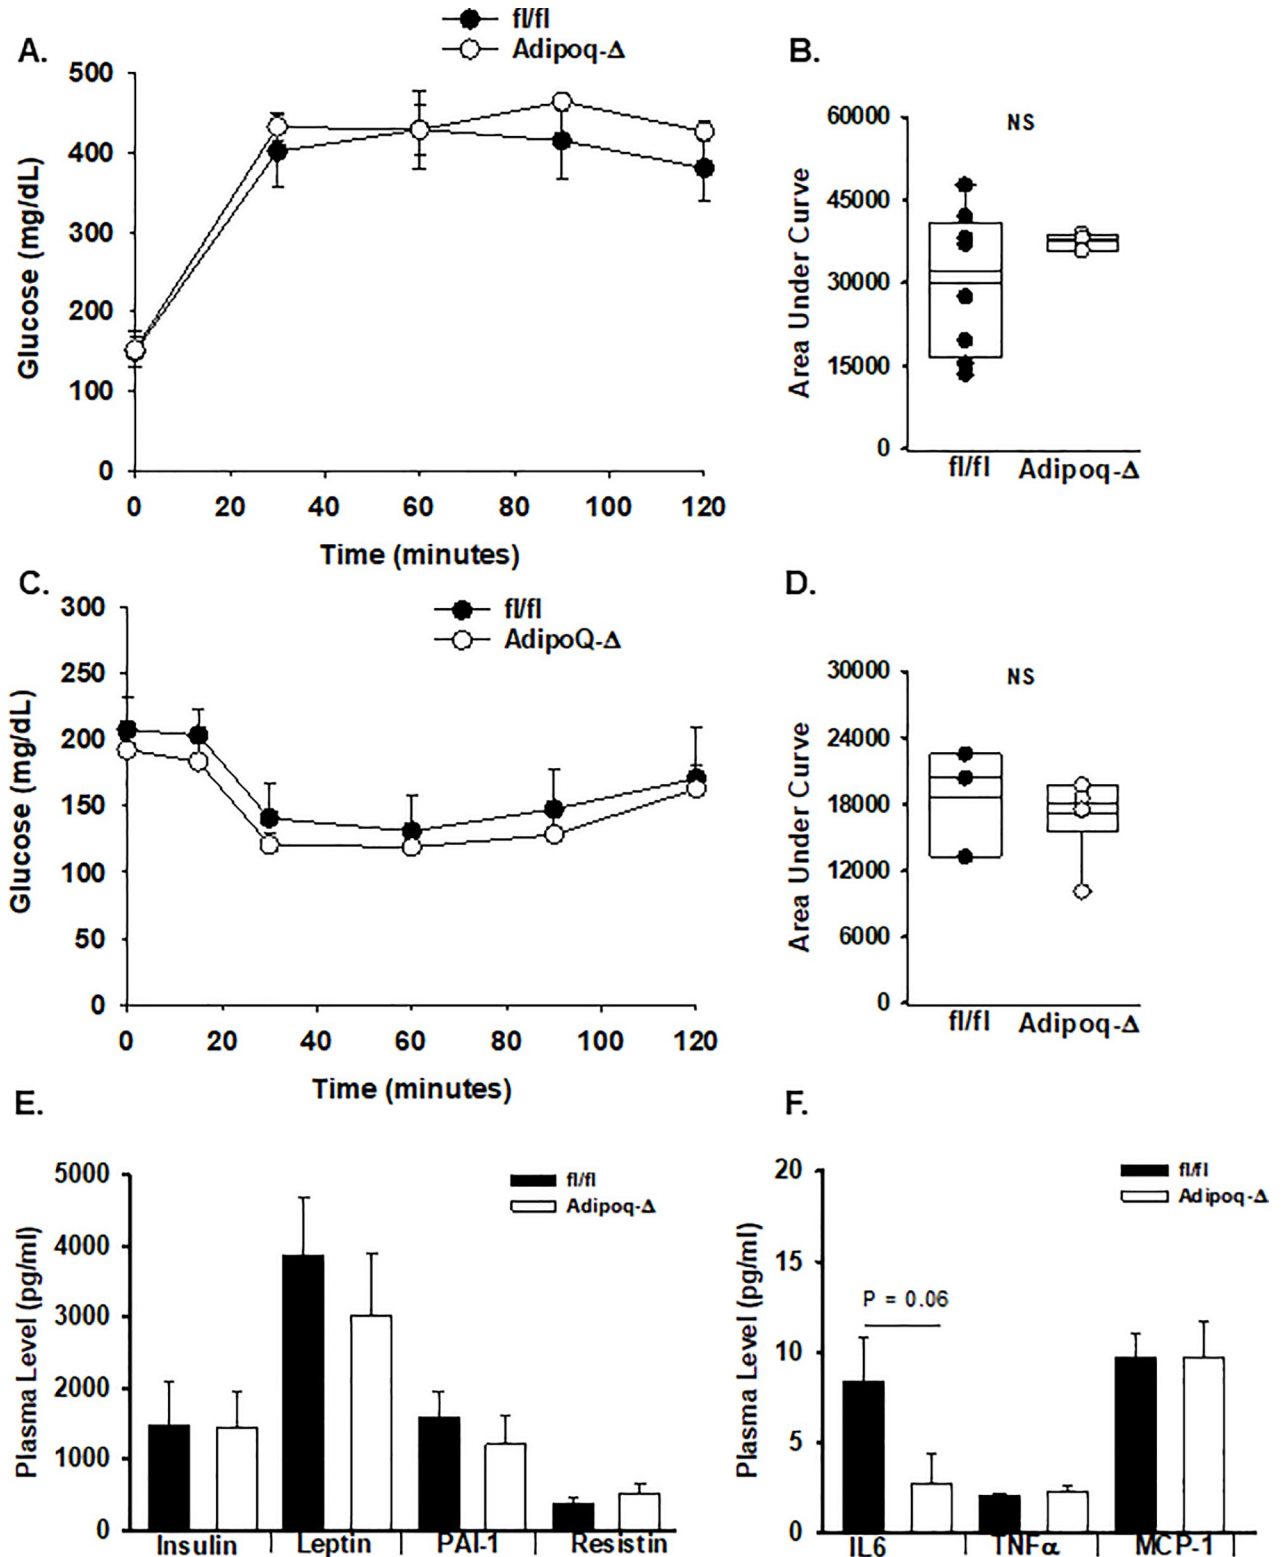 A.
fl/fl
Adipoq-Δ
500
400
300
200
100
0
Glucose (mg/dL)
0 20 40 60 80 100 120
Time (minutes)
B.
NS
60000
45000
30000
15000
0
Area Under Curve
fl/fl Adipoq-Δ
C.
fl/fl
AdipoQ-Δ
300
250
200
150
100
50
0
Glucose (mg/dL)
0 20 40 60 80 100 120
Time (minutes)
D.
NS
30000
24000
18000
12000
6000
0
Area Under Curve
fl/fl Adipoq-Δ
E.
fl/fl
Adipoq-Δ
5000
4000
3000
2000
1000
0
Plasma Level (pg/ml)
Insulin Leptin PAI-1 Resistin
F.
fl/fl
Adipoq-Δ
20
15
10
5
0
Plasma Level (pg/ml)
P = 0.06
IL6 TNFα MCP-1